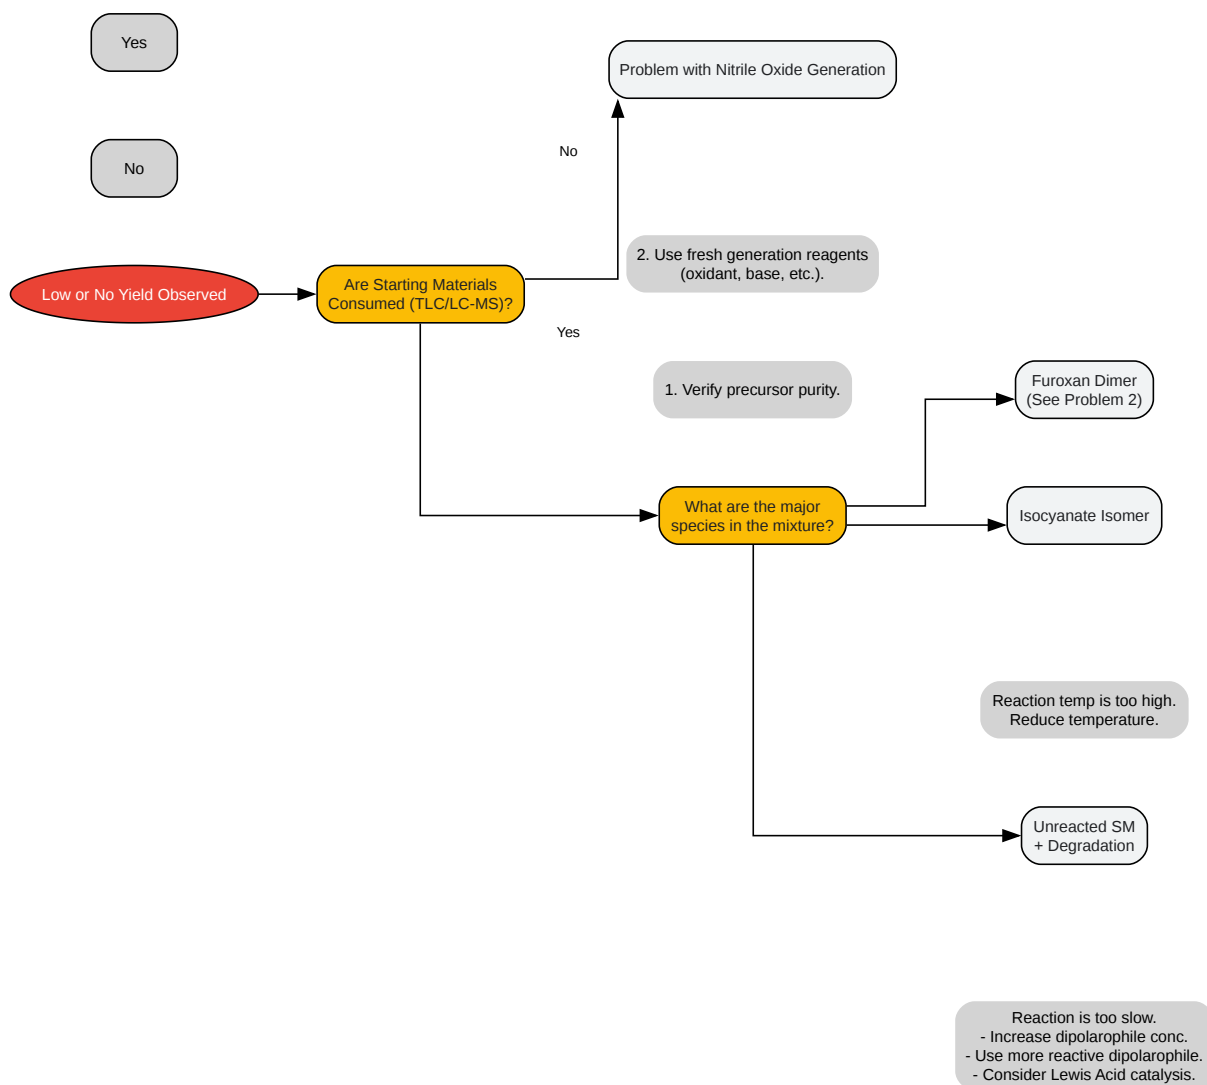 Yes
Problem with Nitrile Oxide Generation
No
No
2. Use fresh generation reagents
(oxidant, base, etc.).
Low or No Yield Observed
Are Starting Materials
Consumed (TLC/LC-MS)?
Yes
1. Verify precursor purity.
Furoxan Dimer
(See Problem 2)
What are the major
species in the mixture?
Isocyanate Isomer
Reaction temp is too high.
Reduce temperature.
Unreacted SM
+ Degradation
Reaction is too slow.
- Increase dipolarophile conc.
- Use more reactive dipolarophile.
- Consider Lewis Acid catalysis.